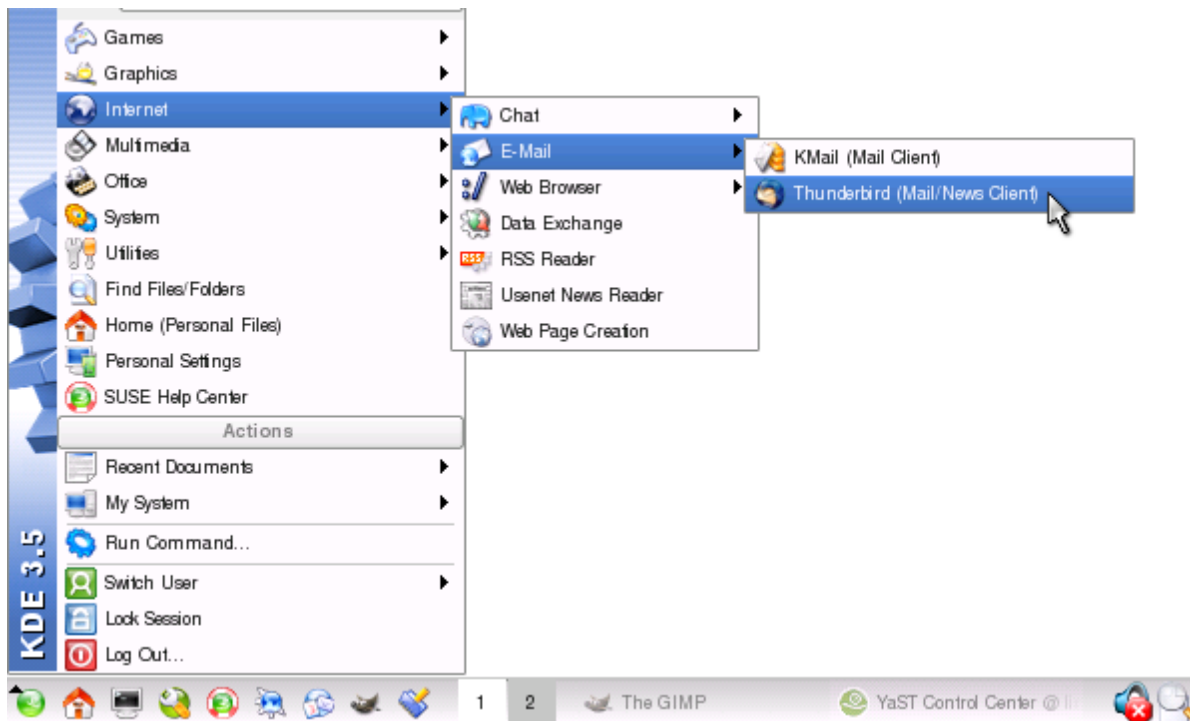 Games
Graphics
Internet
Multimedia
Office
System
Utilities
Find Files/Folders
Home (Personal Files)
Personal Settings
SUSE Help Center
Actions
Recent Documents
My System
Run Command...
Switch User
Lock Session
Log Out...
KDE 3.5
Chat
E-Mail
Web Browser
Data Exchange
RSS Reader
RSS
Usenet News Reader
Web Page Creation
KMail (Mail Client)
Thunderbird (Mail/News Client)
1
2
The GIMP
YaST Control Center @